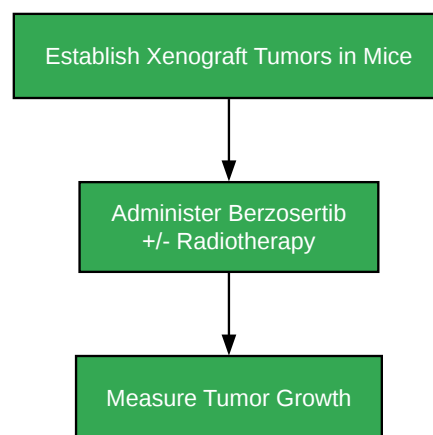 Establish Xenograft Tumors in Mice
Administer Berzosertib
+/- Radiotherapy
Measure Tumor Growth